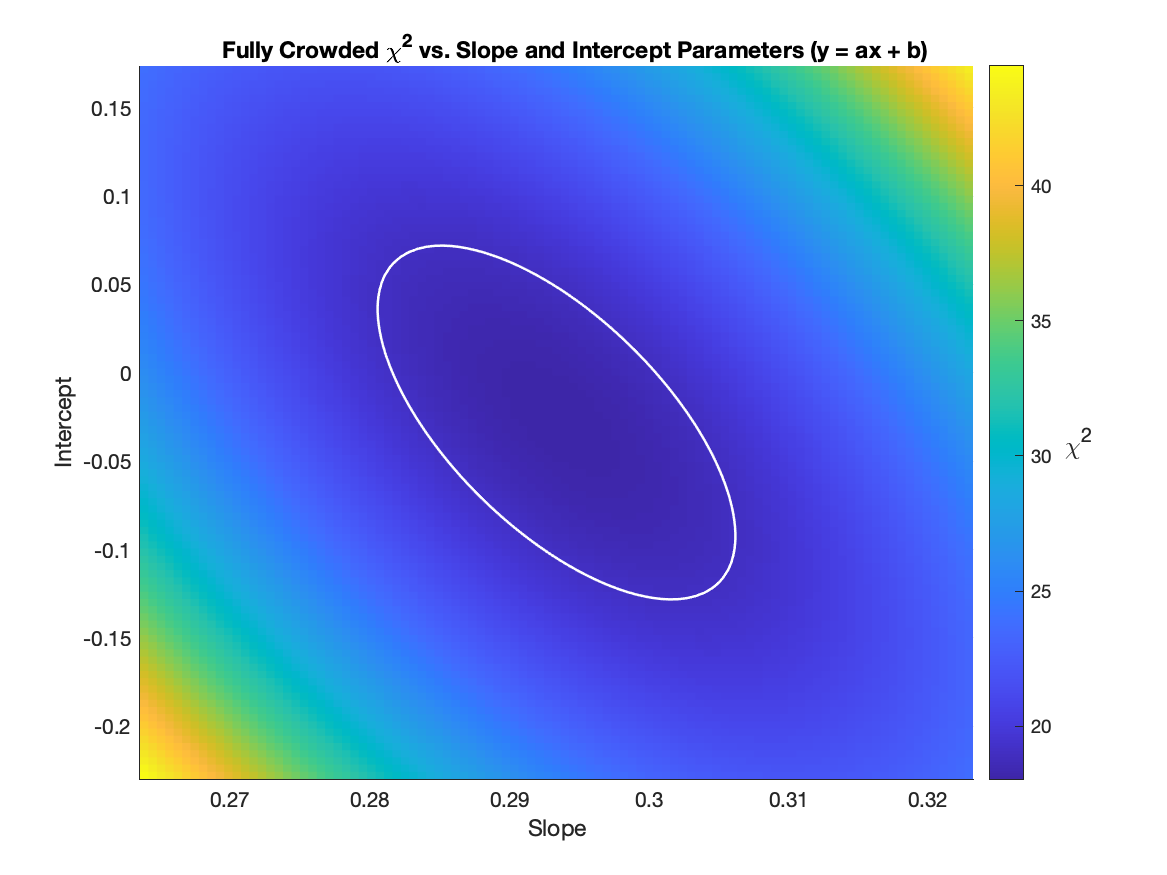 Fully Crowded χ² vs. Slope and Intercept Parameters (y = ax + b)
0.15
0.1
0.05
0
-0.05
-0.1
-0.15
-0.2
Intercept
0.27 0.28 0.29 0.3 0.31 0.32
Slope
40
35
30
25
20
χ²